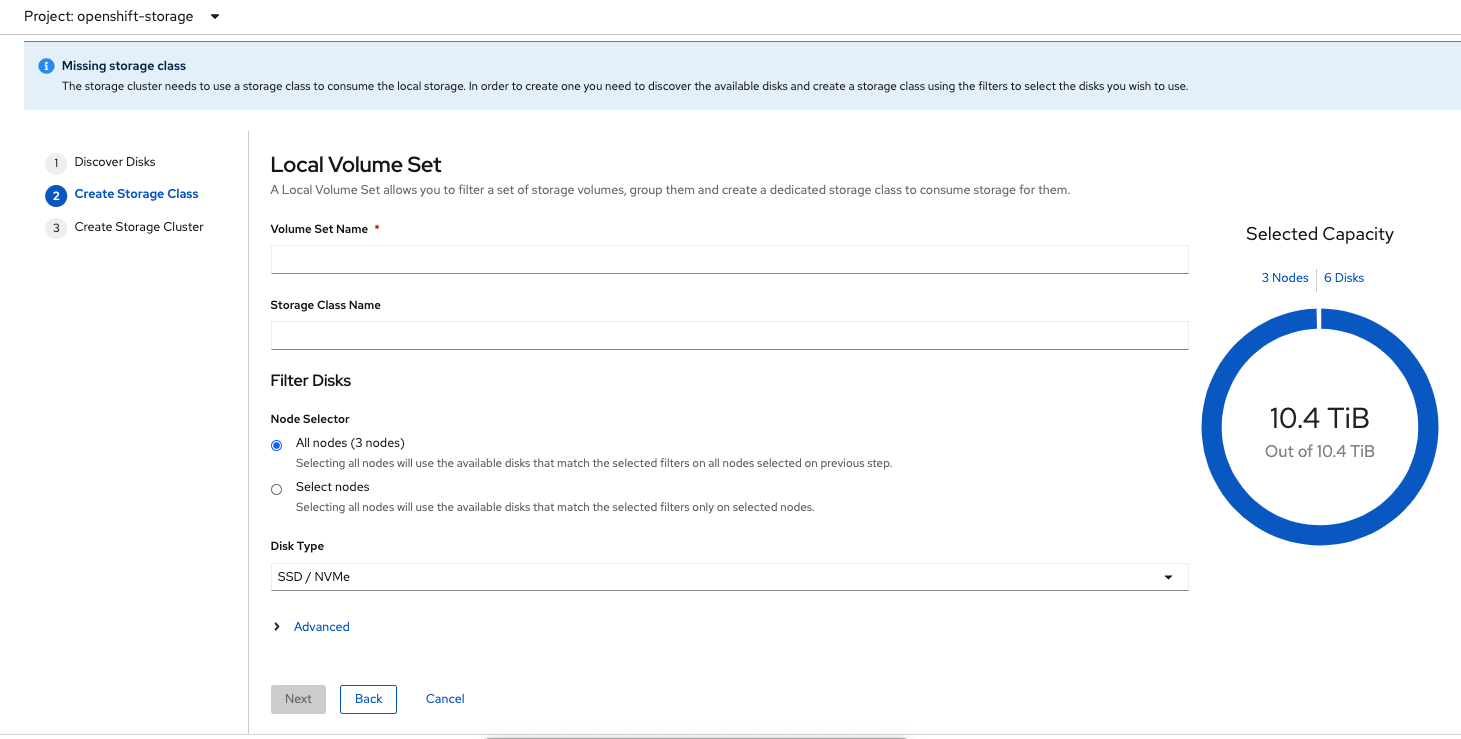 Project: openshift-storage
Missing storage class
The storage cluster needs to use a storage class to consume the local storage. In order to create one you need to discover the available disks and create a storage class using the filters to select the disks you wish to use.
1 Discover Disks
2 Create Storage Class
3 Create Storage Cluster
Local Volume Set
A Local Volume Set allows you to filter a set of storage volumes, group them and create a dedicated storage class to consume storage for them.
Volume Set Name *
Storage Class Name
Filter Disks
Node Selector
All nodes (3 nodes)
Selecting all nodes will use the available disks that match the selected filters on all nodes selected on previous step.
Select nodes
Selecting all nodes will use the available disks that match the selected filters only on selected nodes.
Disk Type
SSD / NVMe
Advanced
Next Back Cancel
Selected Capacity
3 Nodes 6 Disks
10.4 TiB
Out of 10.4 TiB